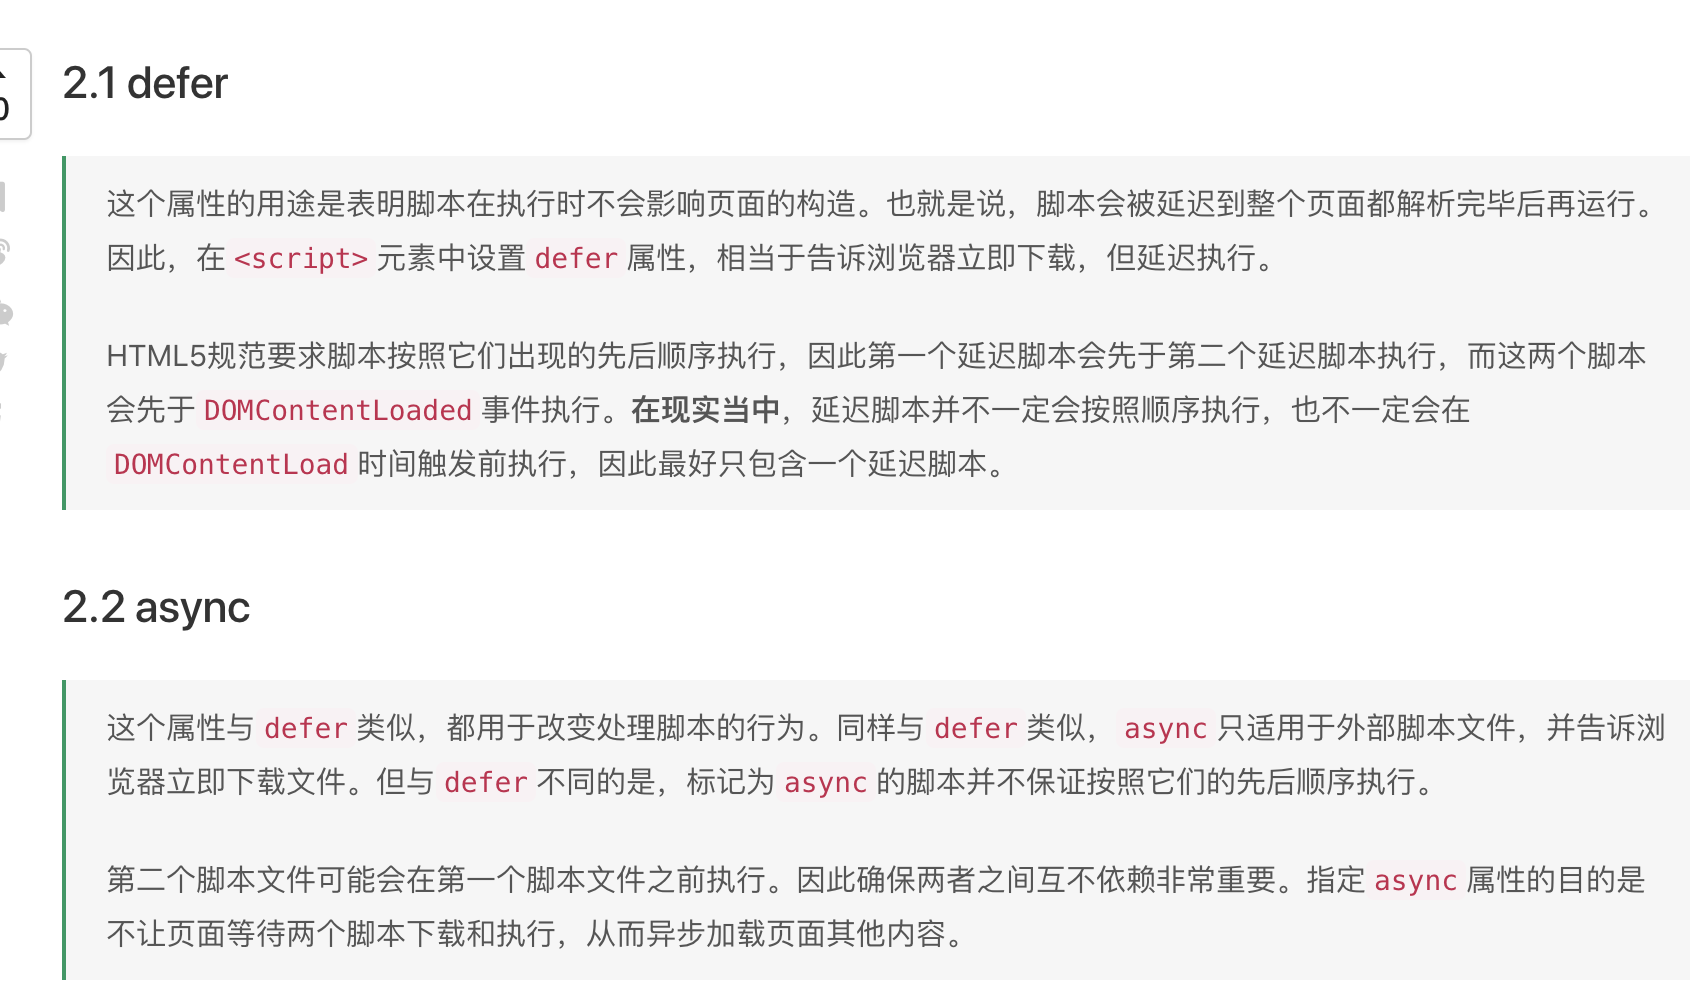 0
2.1 defer
这个属性的用途是表明脚本在执行时不会影响页面的构造。也就是说，脚本会被延迟到整个页面都解析完毕后再运行。
因此，在 <script> 元素中设置 defer 属性，相当于告诉浏览器立即下载，但延迟执行。
HTML5规范要求脚本按照它们出现的先后顺序执行，因此第一个延迟脚本会先于第二个延迟脚本执行，而这两个脚本
会先于 DOMContentLoaded 事件执行。在现实当中，延迟脚本并不一定会按照顺序执行，也不一定会在
DOMContentLoad 时间触发前执行，因此最好只包含一个延迟脚本。
2.2 async
这个属性与 defer 类似，都用于改变处理脚本的行为。同样与 defer 类似， async 只适用于外部脚本文件，并告诉浏
览器立即下载文件。但与 defer 不同的是，标记为 async 的脚本并不保证按照它们的先后顺序执行。
第二个脚本文件可能会在第一个脚本文件之前执行。因此确保两者之间互不依赖非常重要。指定 async 属性的目的是
不让页面等待两个脚本下载和执行，从而异步加载页面其他内容。